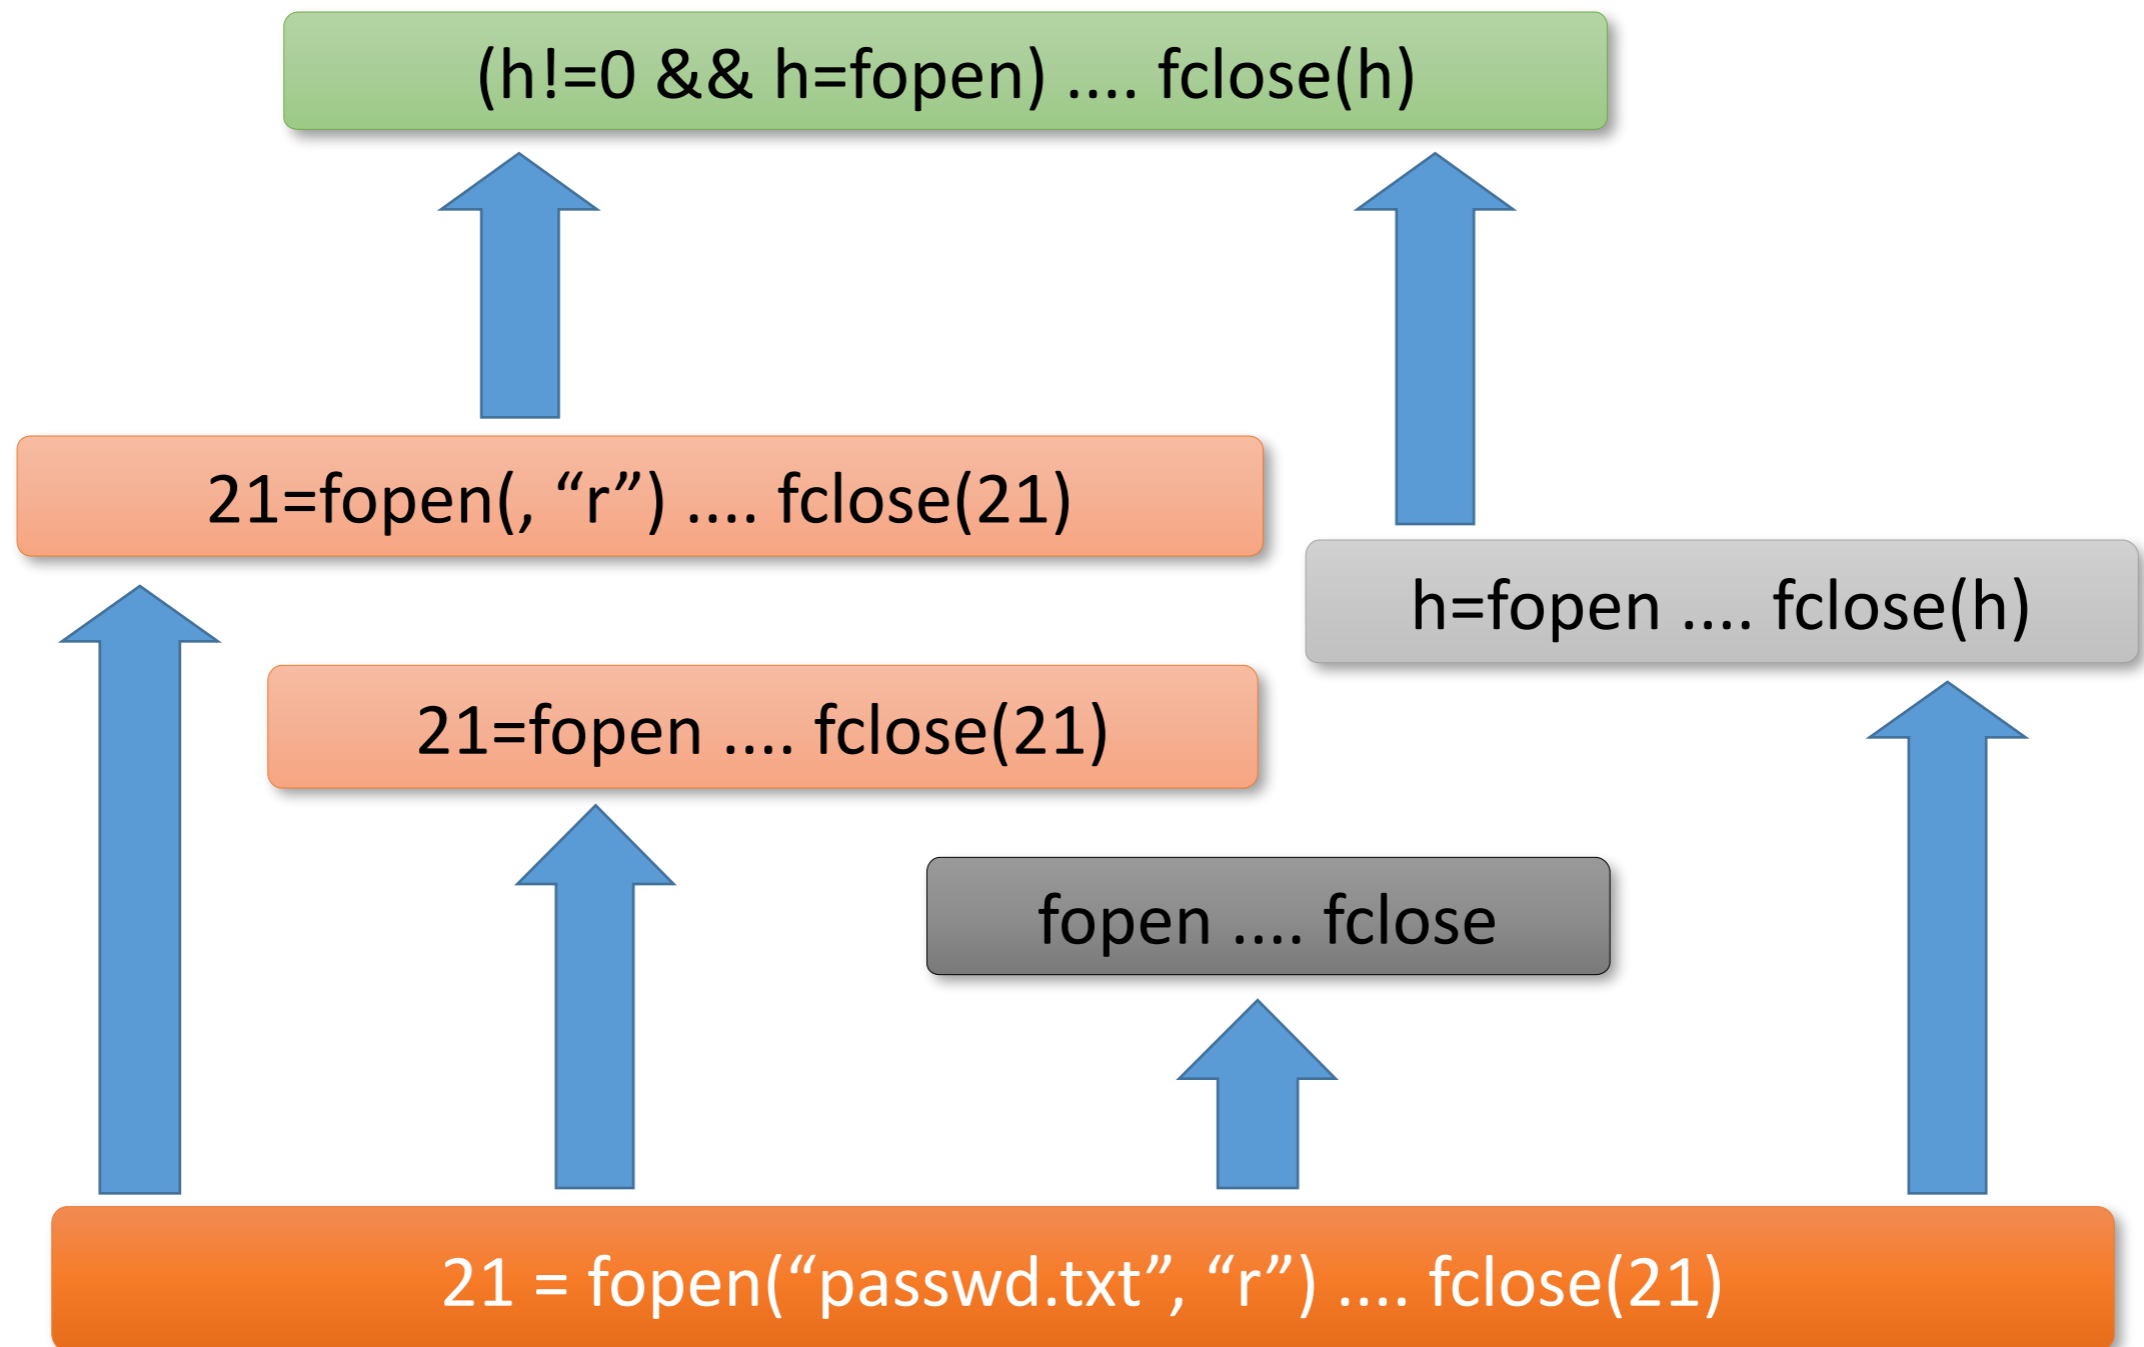 (h!=0 && h=fopen) .... fclose(h)
21=fopen(, “r”) .... fclose(21)
h=fopen .... fclose(h)
21=fopen .... fclose(21)
fopen .... fclose
21 = fopen(“passwd.txt”, “r”) .... fclose(21)